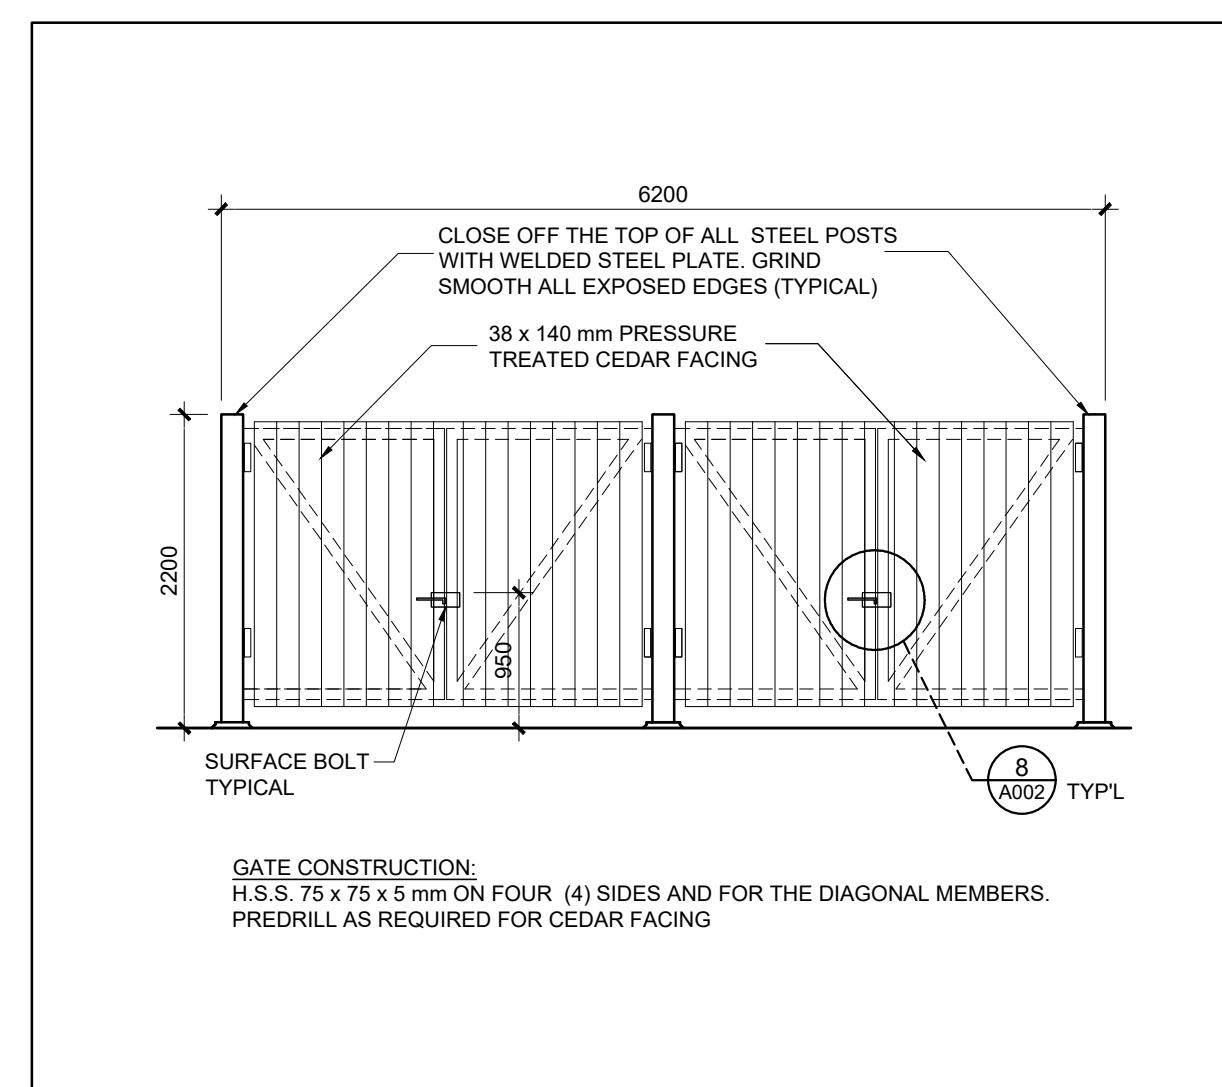 6200
CLOSE OFF THE TOP OF ALL STEEL POSTS
WITH WELDED STEEL PLATE. GRIND
SMOOTH ALL EXPOSED EDGES (TYPICAL)
38 x 140 mm PRESSURE
TREATED CEDAR FACING
2200
950
SURFACE BOLT
TYPICAL
8
A002
TYP'L
GATE CONSTRUCTION:
H.S.S. 75 x 75 x 5 mm ON FOUR (4) SIDES AND FOR THE DIAGONAL MEMBERS.
PREDRILL AS REQUIRED FOR CEDAR FACING